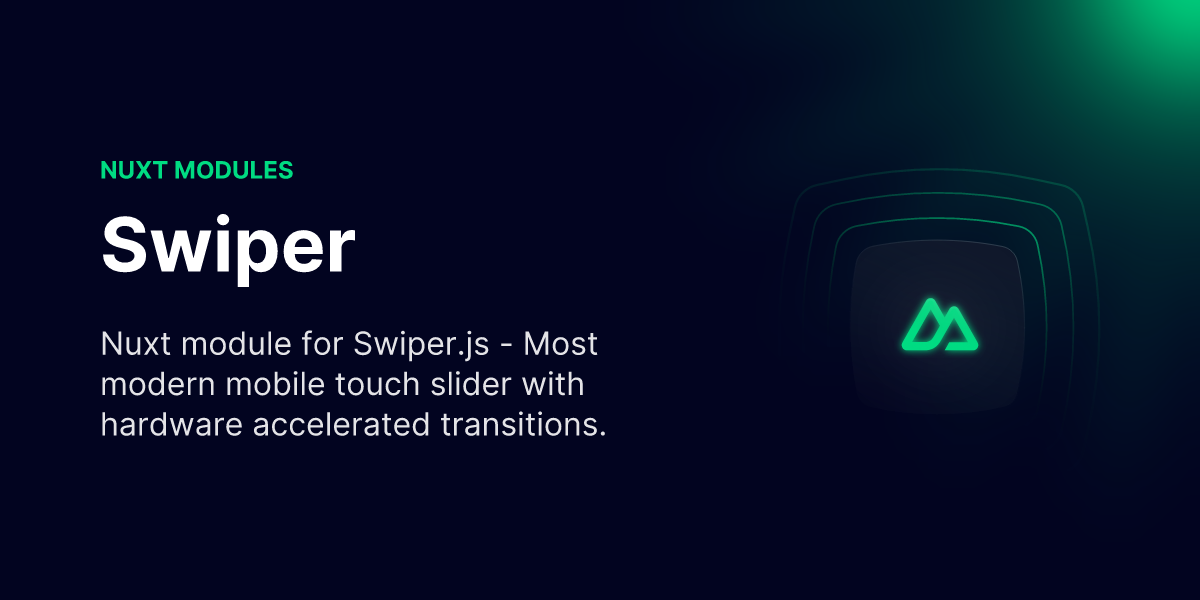 NUXT MODULES
Swiper
Nuxt module for Swiper.js - Most
modern mobile touch slider with
hardware accelerated transitions.